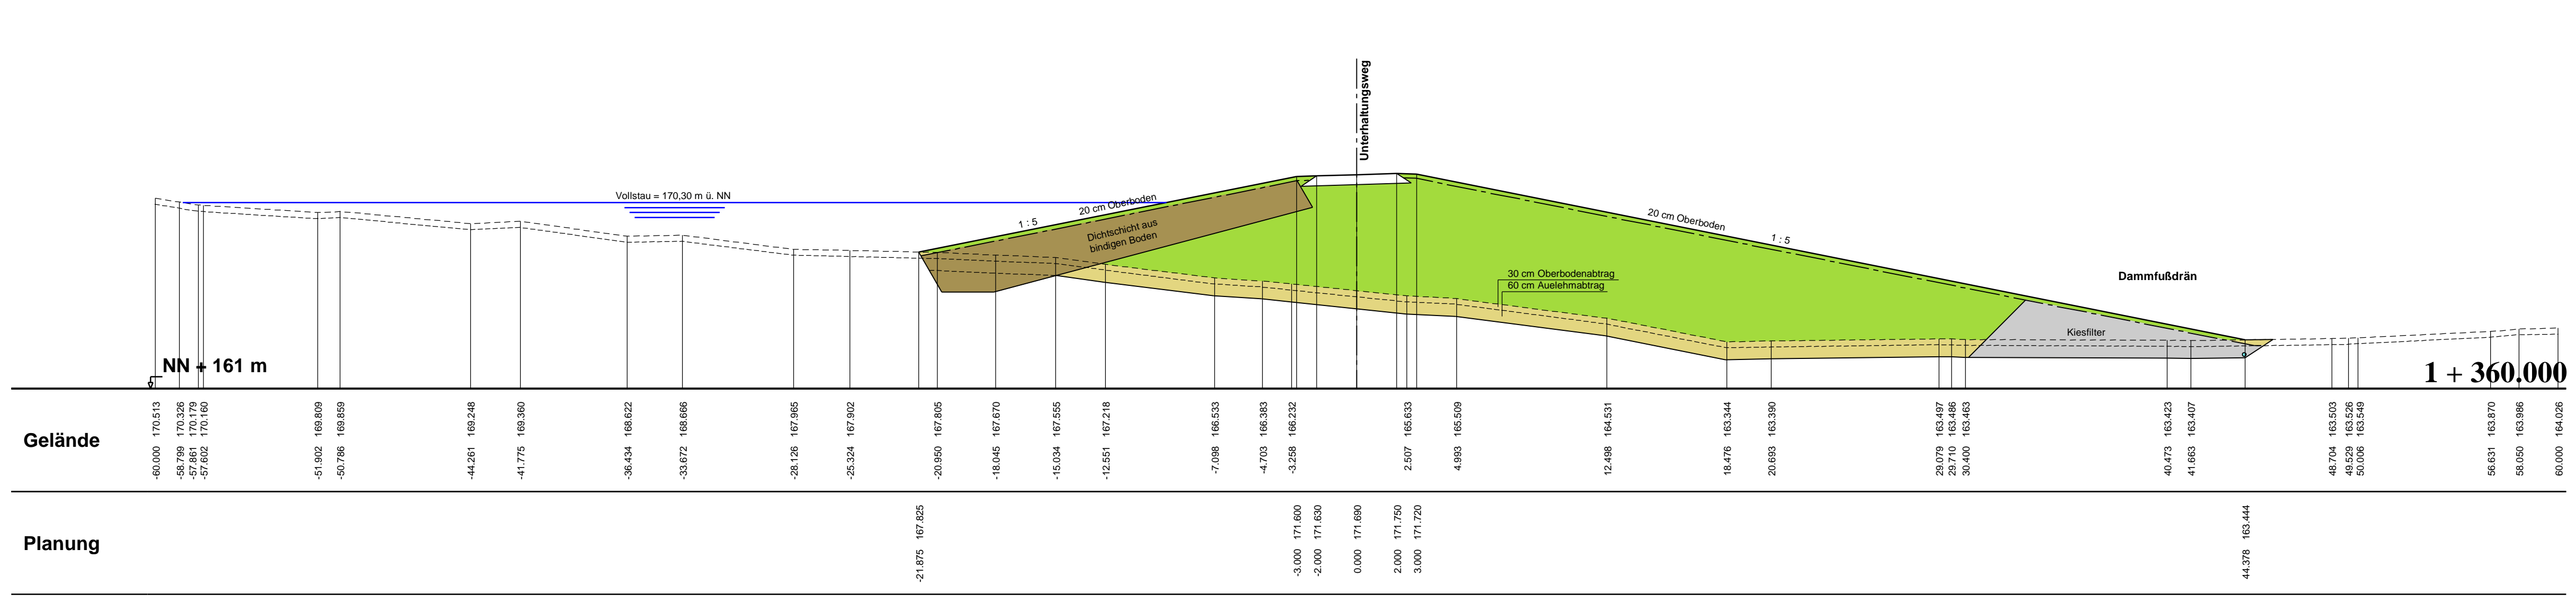 Unterhaltungsweg
Vollstau = 170,30 m ü. NN
20 cm Oberboden
1 : 5
Dichtschicht aus
bindigen Boden
20 cm Oberboden
1 : 5
30 cm Oberbodenabtrag
60 cm Auelehmabtrag
Dammfußdrän
Kiesfilter
NN + 161 m
1 + 360.000
Gelände
-60.000 170.513
-58.799 170.326
-57.861 170.179
-57.602 170.160
-51.902 169.809
-50.786 169.859
-44.261 169.248
-41.775 169.360
-36.434 168.622
-33.672 168.666
-28.126 167.965
-25.324 167.902
-20.950 167.805
-18.045 167.670
-15.034 167.555
-12.551 167.218
-7.098 166.533
-4.703 166.383
-3.258 166.232
2.507 165.633
4.993 165.509
12.498 164.531
18.476 163.344
20.693 163.390
29.079 163.497
29.710 163.486
30.400 163.463
40.473 163.423
41.663 163.407
48.704 163.503
49.529 163.526
50.006 163.549
56.631 163.870
58.050 163.986
60.000 164.026
Planung
-21.875 167.825
-3.000 171.600
-2.000 171.630
0.000 171.690
2.000 171.750
3.000 171.720
44.378 163.444